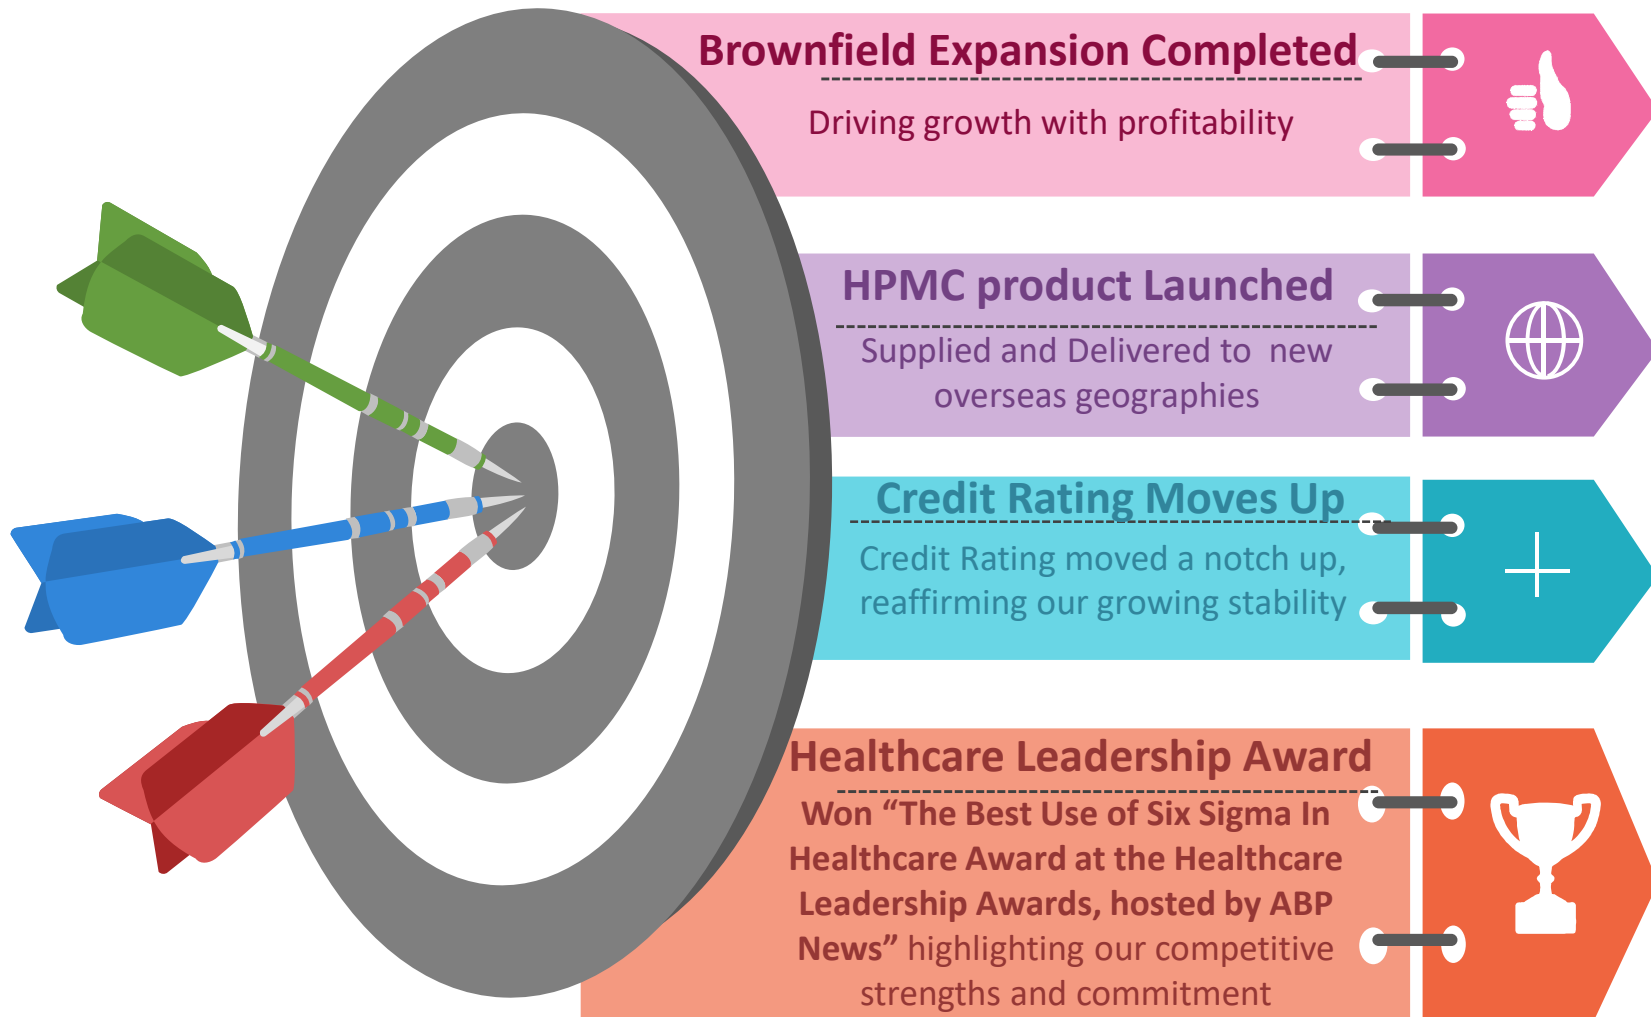 Brownfield Expansion Completed
Driving growth with profitability
HPMC product Launched
Supplied and Delivered to  new
overseas geographies
Credit Rating Moves Up
Credit Rating moved a notch up,
reaffirming our growing stability
Healthcare Leadership Award
Won “The Best Use of Six Sigma In
Healthcare Award at the Healthcare
Leadership Awards, hosted by ABP
News” highlighting our competitive
strengths and commitment